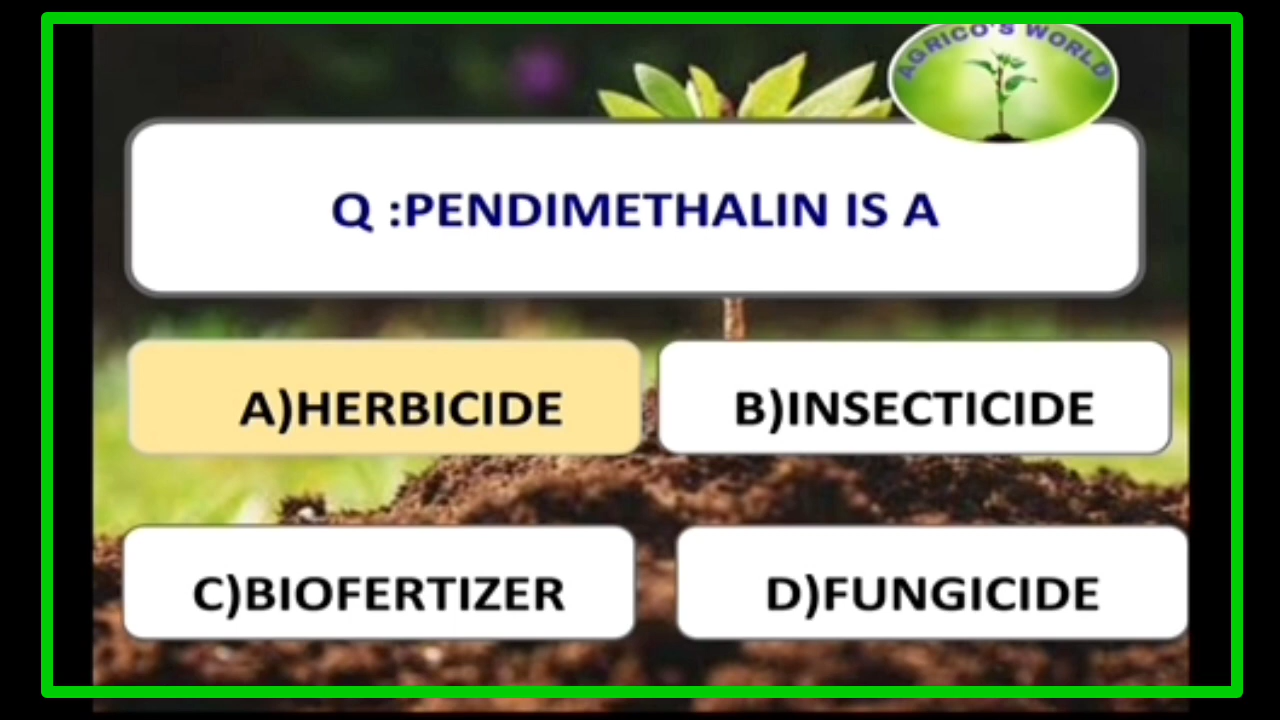 AGRICO'S WORLD
Q :PENDIMETHALIN IS A
A)HERBICIDE
B)INSECTICIDE
C)BIOFERTIZER
D)FUNGICIDE